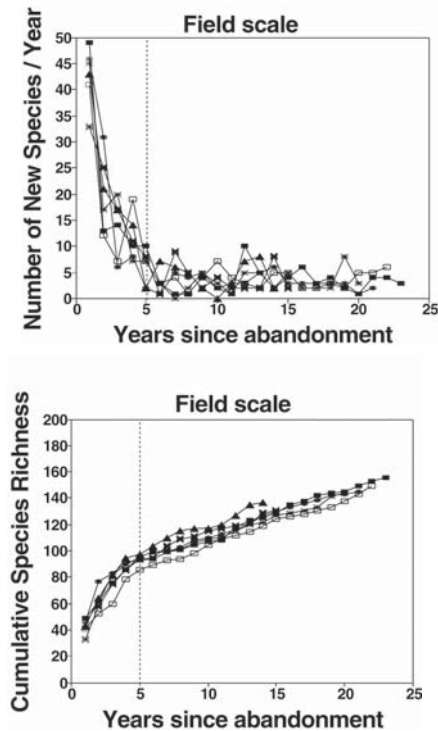 Field scale
Number of New Species / Year
50
45
40
35
30
25
20
15
10
5
0
0 5 10 15 20 25
Years since abandonment
Field scale
Cumulative Species Richness
200
180
160
140
120
100
80
60
40
20
0
0 5 10 15 20 25
Years since abandonment